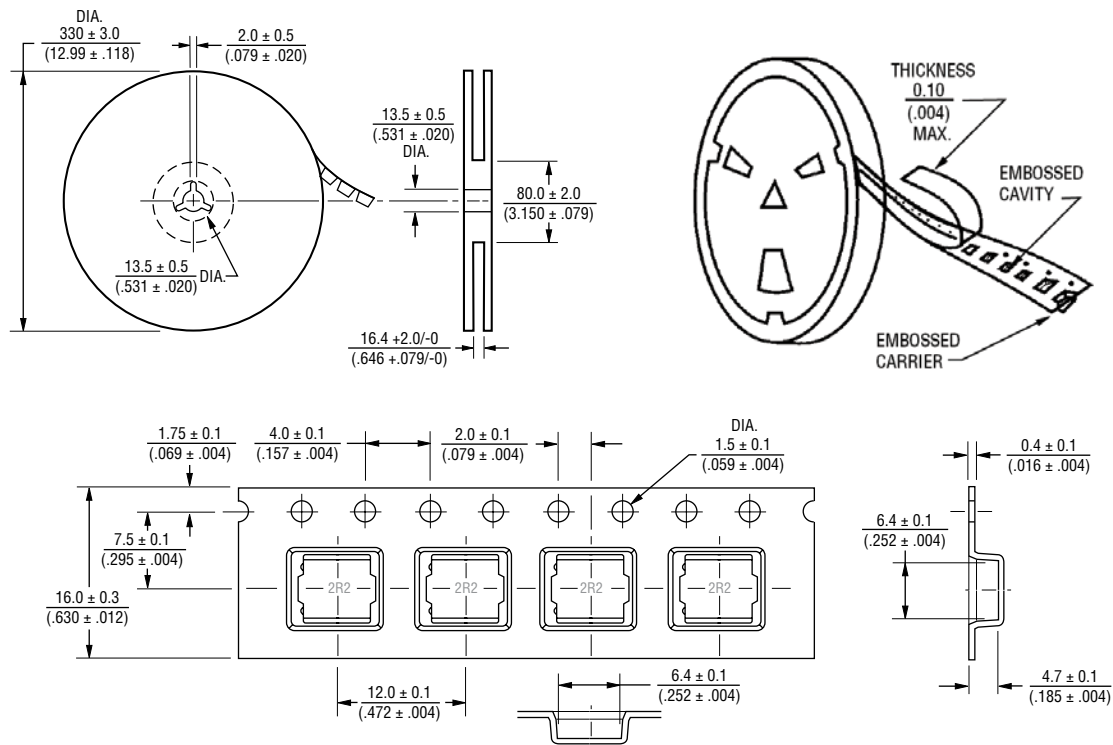 DIA.
330 ± 3.0
(12.99 ± .118)
2.0 ± 0.5
(.079 ± .020)
13.5 ± 0.5
(.531 ± .020)
DIA.
80.0 ± 2.0
(3.150 ± .079)
13.5 ± 0.5
(.531 ± .020)
DIA.
16.4 +2.0/-0
(.646 +.079/-0)
THICKNESS
0.10
(.004)
MAX.
EMBOSSED
CAVITY
EMBOSSED
CARRIER
1.75 ± 0.1
(.069 ± .004)
4.0 ± 0.1
(.157 ± .004)
2.0 ± 0.1
(.079 ± .004)
DIA.
1.5 ± 0.1
(.059 ± .004)
0.4 ± 0.1
(.016 ± .004)
7.5 ± 0.1
(.295 ± .004)
6.4 ± 0.1
(.252 ± .004)
16.0 ± 0.3
(.630 ± .012)
2R2 2R2 2R2 2R2
12.0 ± 0.1
(.472 ± .004)
6.4 ± 0.1
(.252 ± .004)
4.7 ± 0.1
(.185 ± .004)